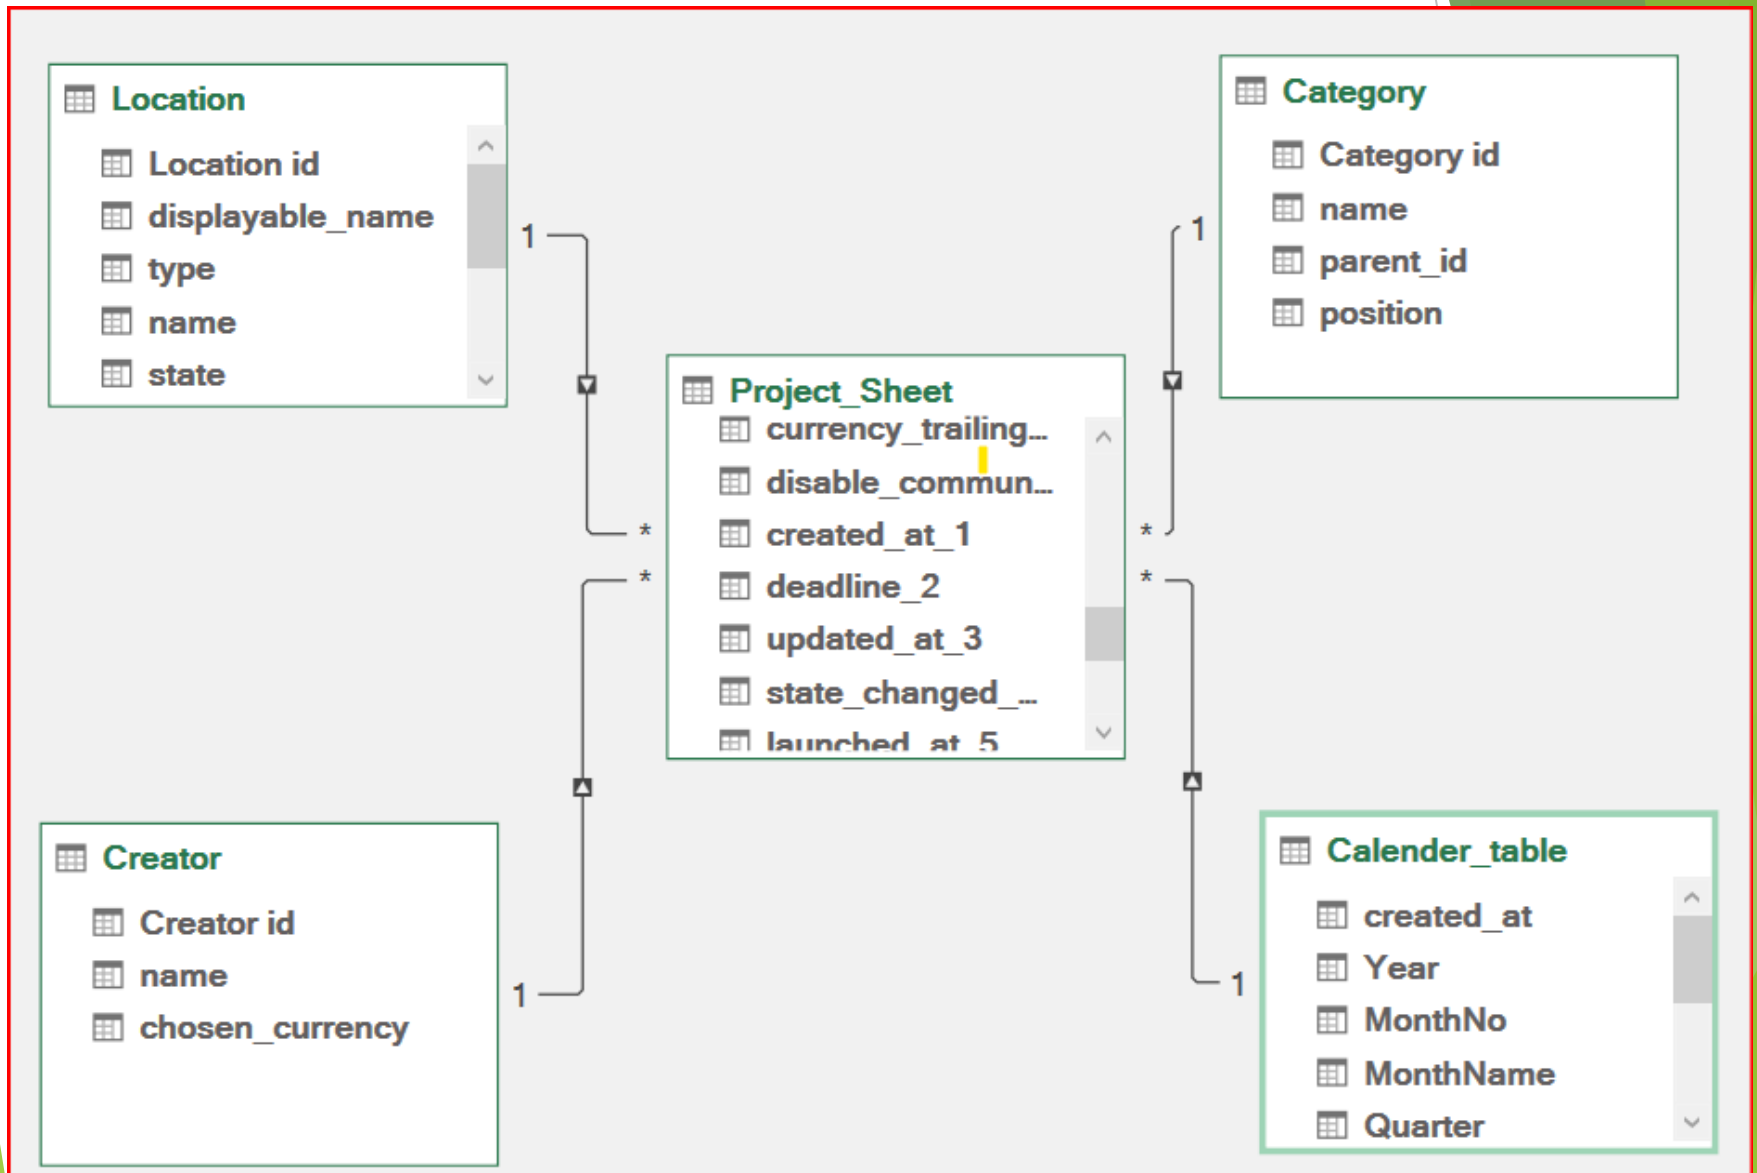 Location
Location id
displayable_name
type
name
state
1
*
Category
Category id
name
parent_id
position
1
*
Project_Sheet
currency_trailing...
disable_commun...
created_at_1
deadline_2
updated_at_3
state_changed_...
launched_at_5
Creator
Creator id
name
chosen_currency
1
*
Calender_table
created_at
Year
MonthNo
MonthName
Quarter
1
*